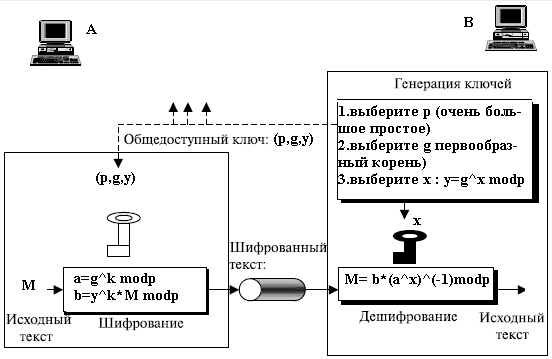 A
B
Генерация ключей
1.выберите p (очень боль-
шое простое)
2.выберите g первообраз-
ный корень)
3.выберите x : y=g^x modp
Общедоступный ключ: (p,g,y)
(p,g,y)
x
Шифрованный
текст:
M
a=g^k modp
b=y^k*M modp
M= b*(a^x)^(-1)modp
Исходный
текст
Шифрование
Дешифрование
Исходный
текст